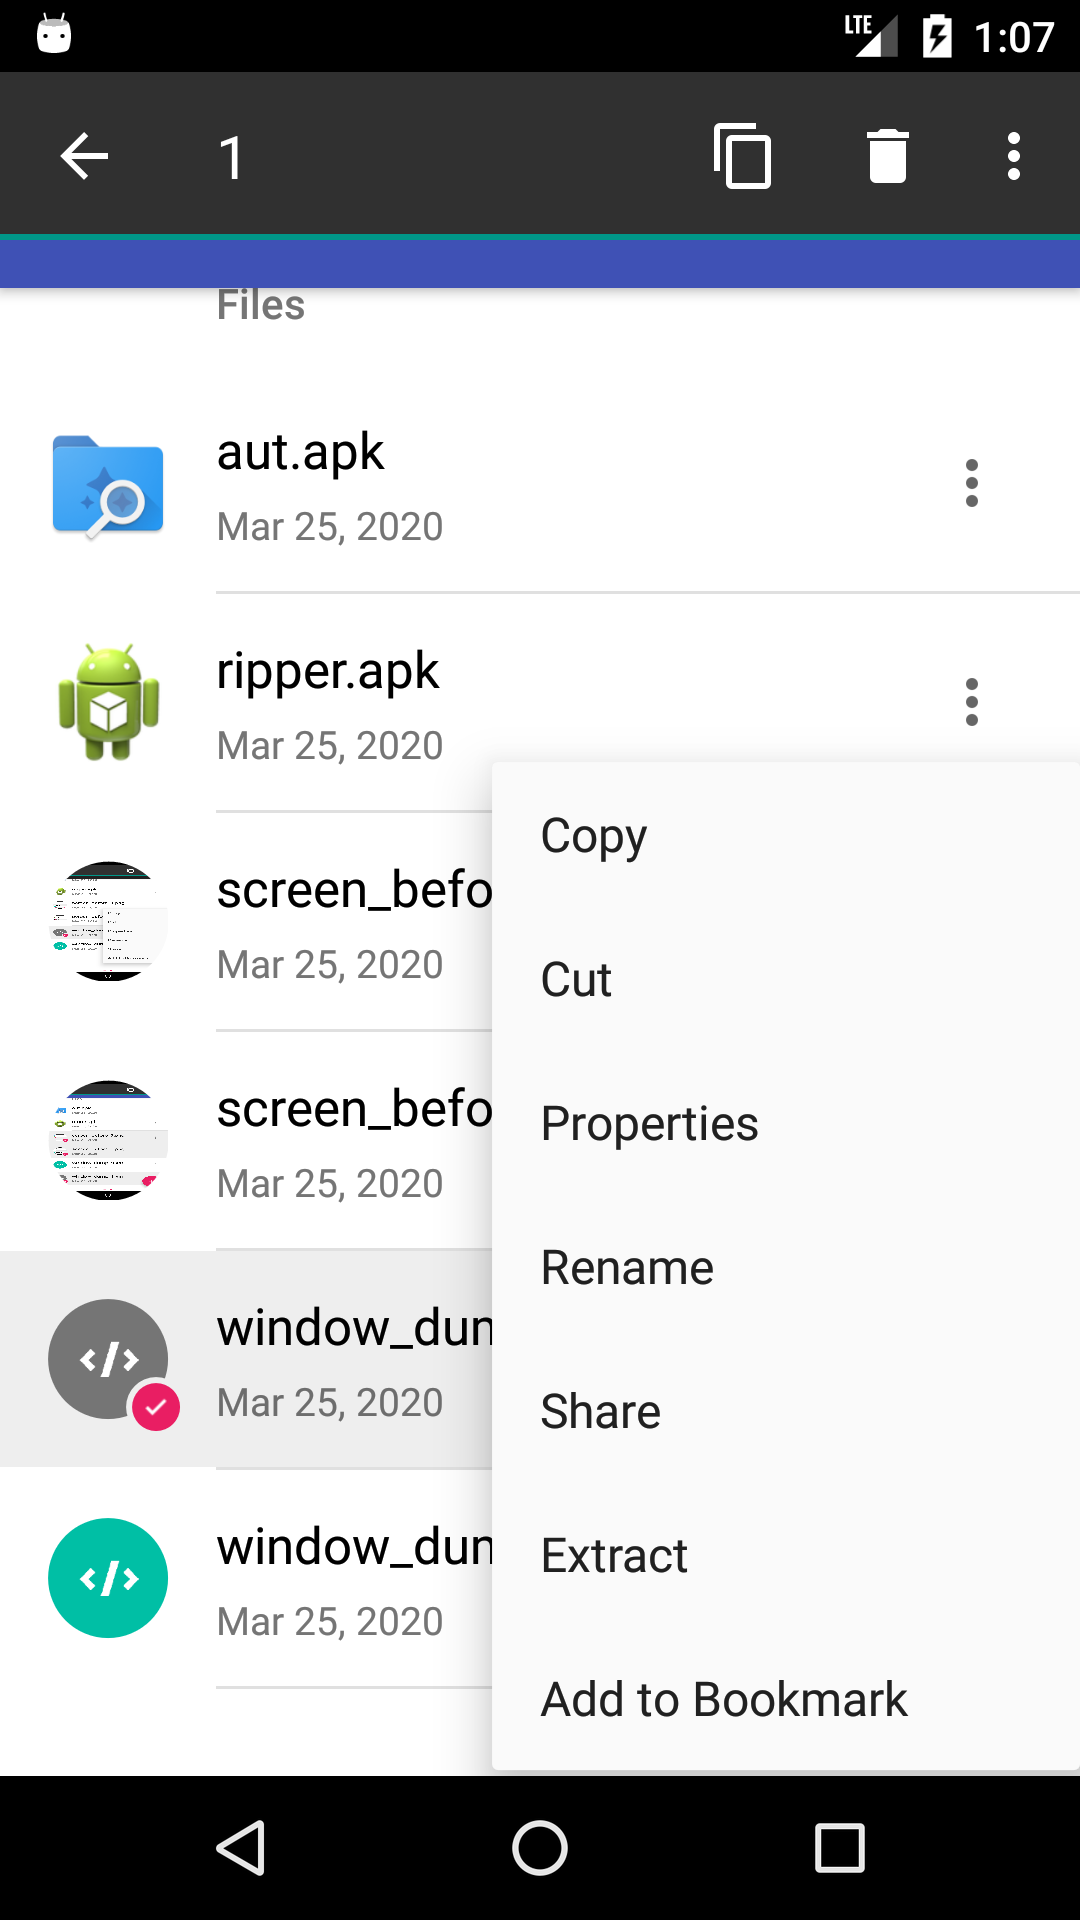 LTE 1:07
1
Files
aut.apk
Mar 25, 2020
ripper.apk
Mar 25, 2020
screen_befo
Mar 25, 2020
screen_befo
Mar 25, 2020
window_dun
Mar 25, 2020
window_dun
Mar 25, 2020
Copy
Cut
Properties
Rename
Share
Extract
Add to Bookmark